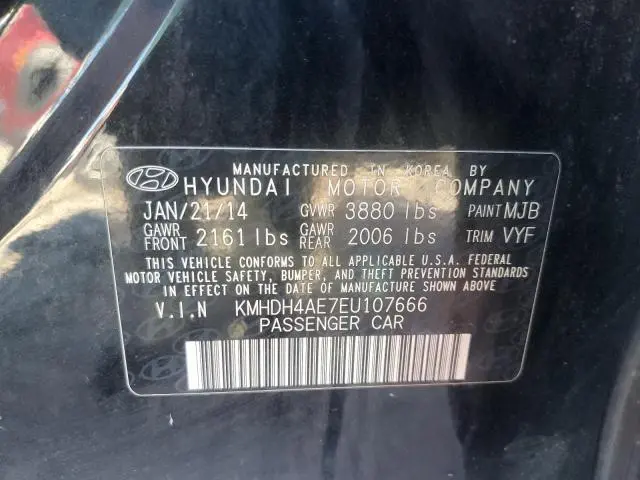 MANUFACTURED IN KOREA BY
HYUNDAI MOTOR COMPANY
JAN/21/14 GVWR 3880 lbs PAINT MJB
GAWR FRONT 2161 lbs GAWR REAR 2006 lbs TRIM VYF
THIS VEHICLE CONFORMS TO ALL APPLICABLE U.S.A. FEDERAL
MOTOR VEHICLE SAFETY, BUMPER, AND THEFT PREVENTION STANDARDS
IN EFFECT ON THE DATE OF MANUFACTURE SHOWN ABOVE
V.I.N KMHDH4AE7EU107666
PASSENGER CAR